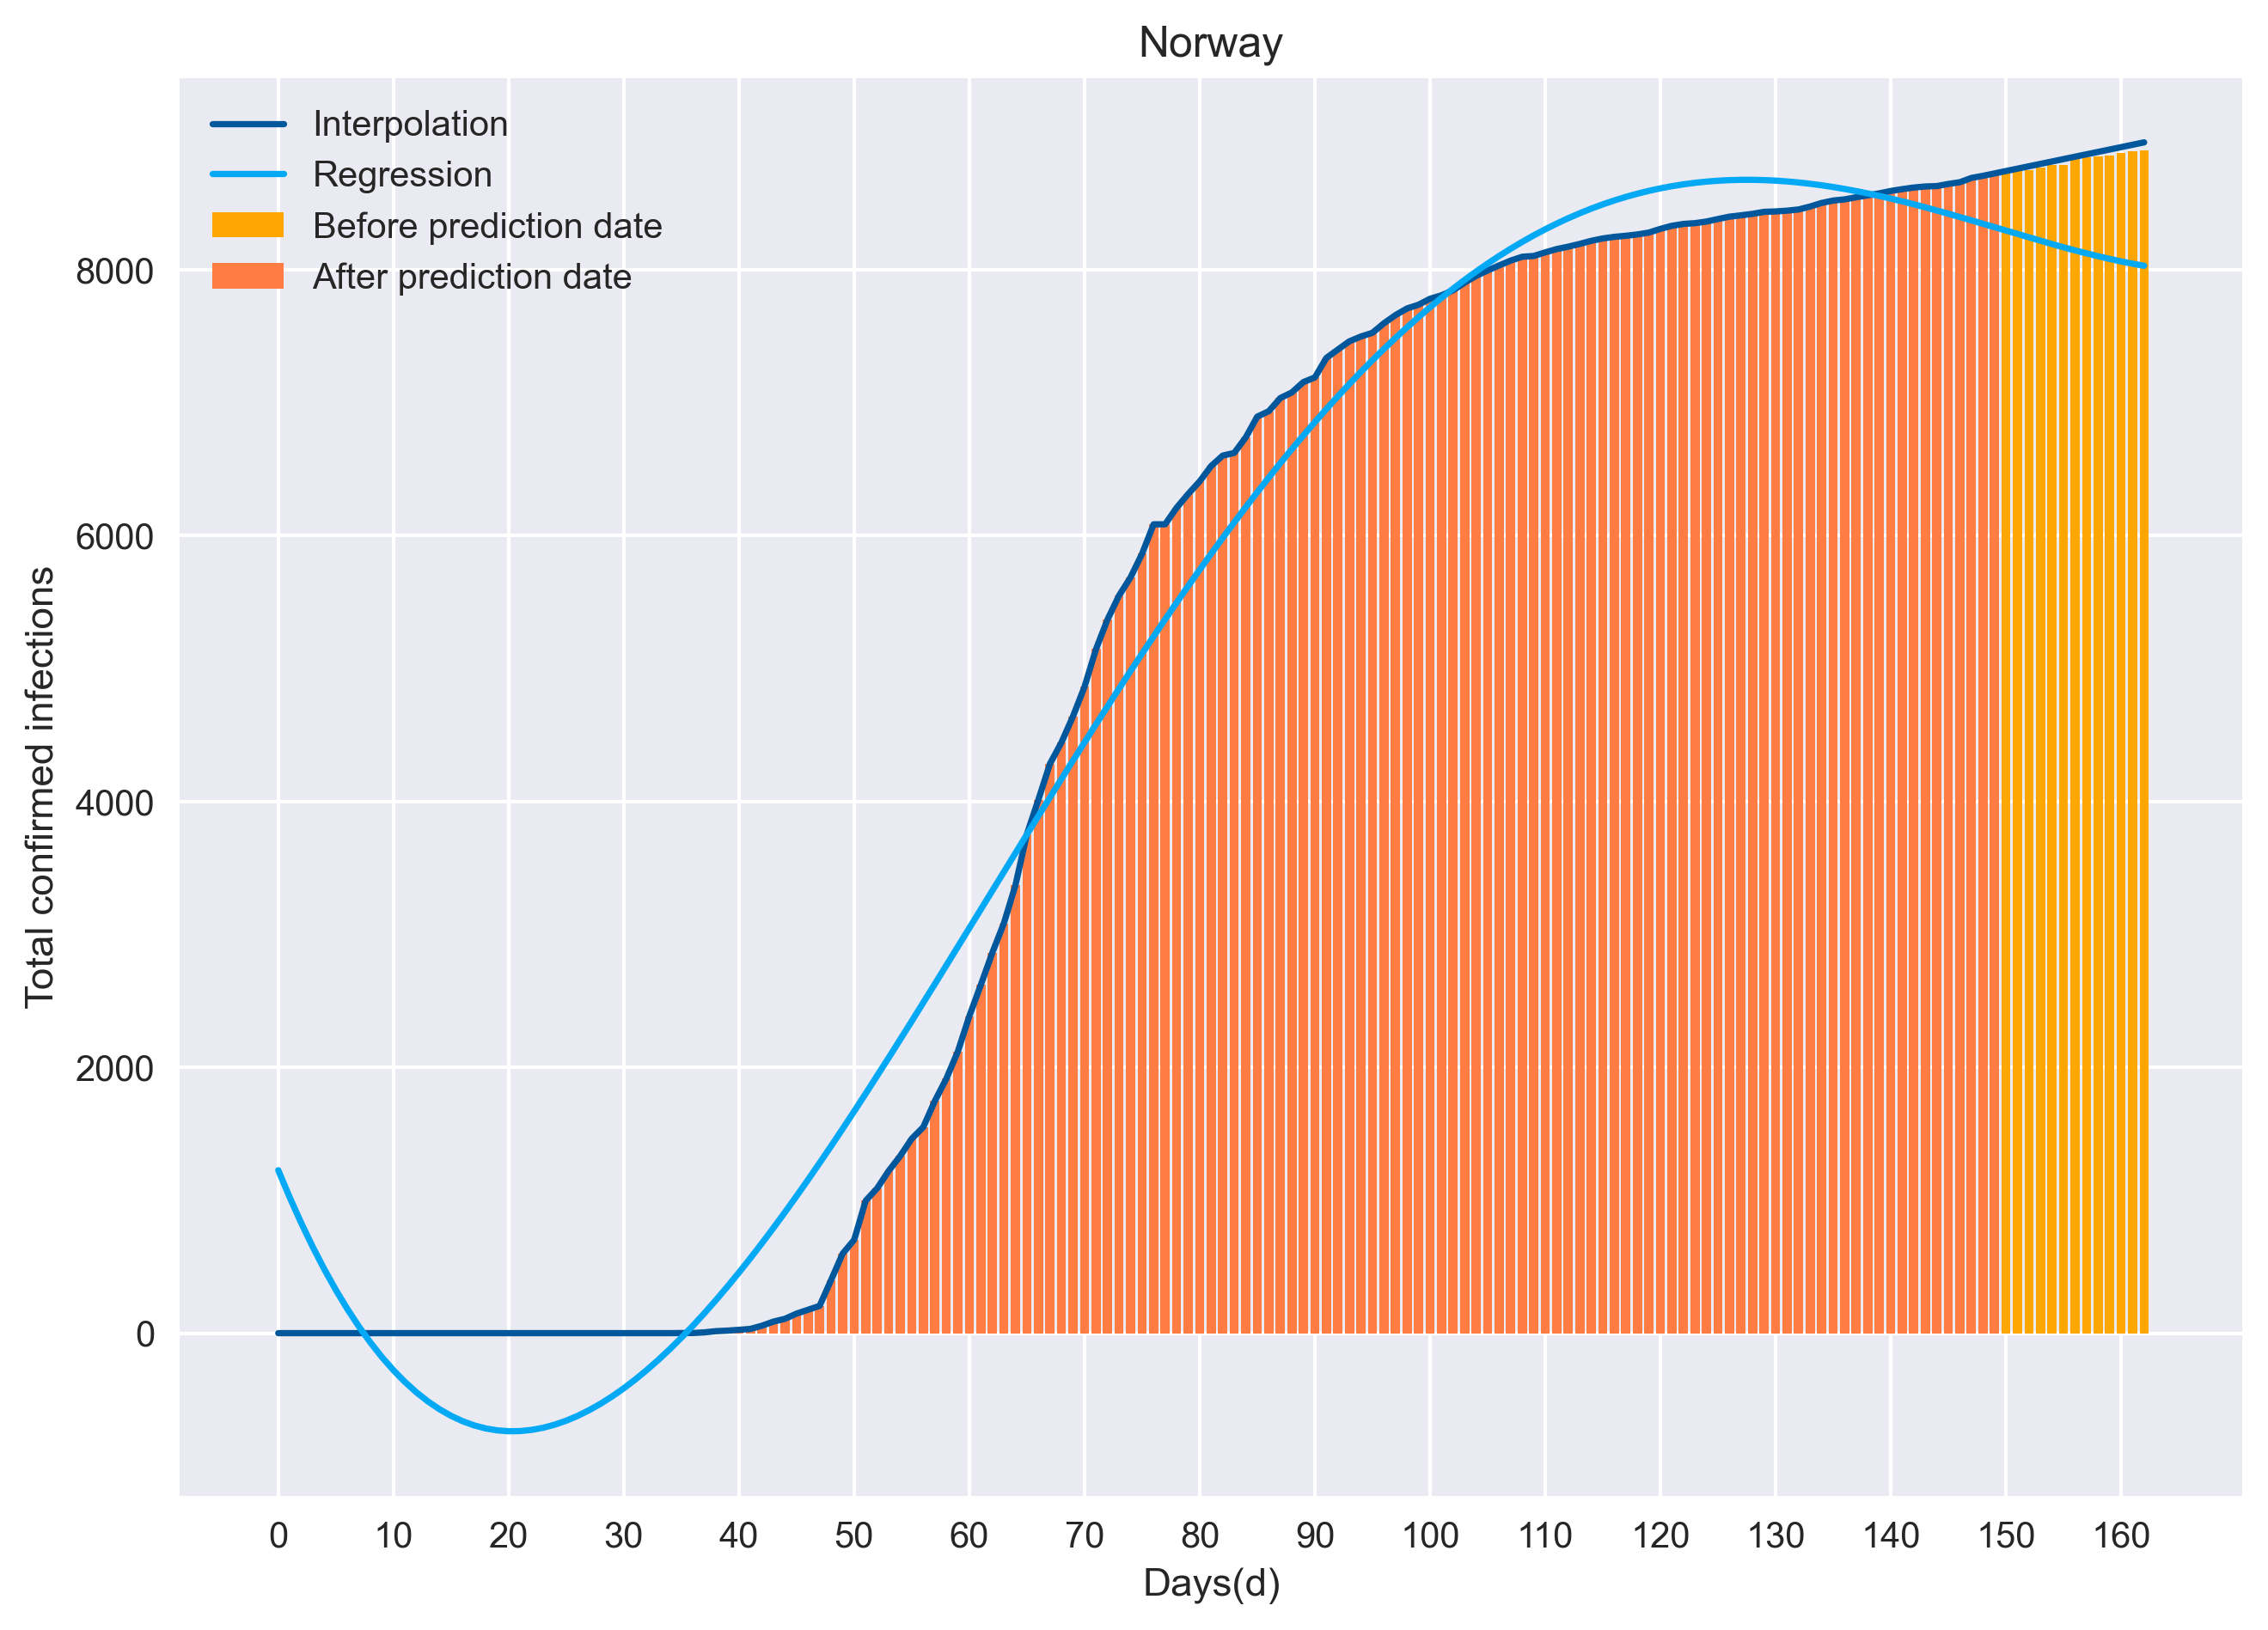 Norway
Interpolation
Regression
Before prediction date
After prediction date
Total confirmed infections
8000
6000
4000
2000
0
0 10 20 30 40 50 60 70 80 90 100 110 120 130 140 150 160
Days(d)